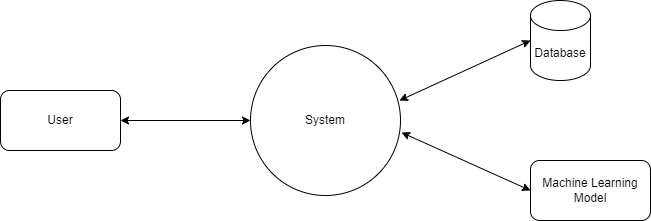 User
System
Database
Machine Learning
Model